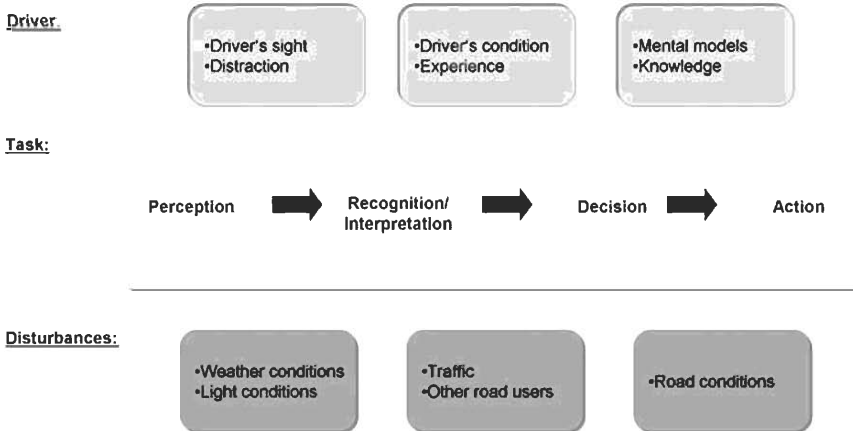 Driver.
•Driver's sight
•Distraction
•Driver's condition
•Experience
•Mental models
•Knowledge
Task:
Perception
Recognition/
Interpretation
Decision
Action
Disturbances:
•Weather conditions
•Light conditions
•Traffic
•Other road users
•Road conditions